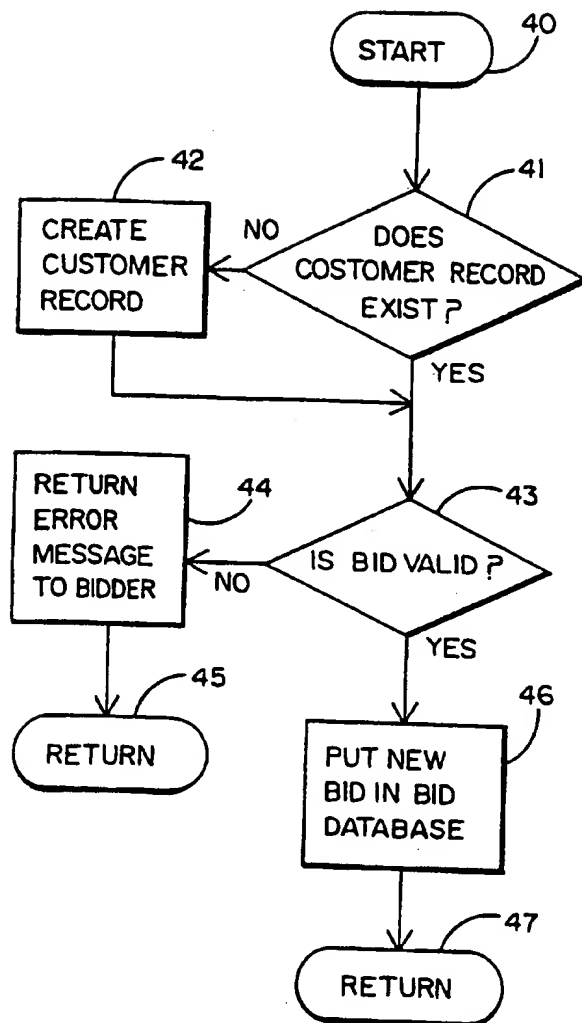 START
40
42
41
CREATE
CUSTOMER
RECORD
NO
DOES
COSTOMER RECORD
EXIST?
YES
RETURN
ERROR
MESSAGE
TO BIDDER
44
43
NO
IS BID VALID?
YES
45
RETURN
46
PUT NEW
BID IN BID
DATABASE
47
RETURN